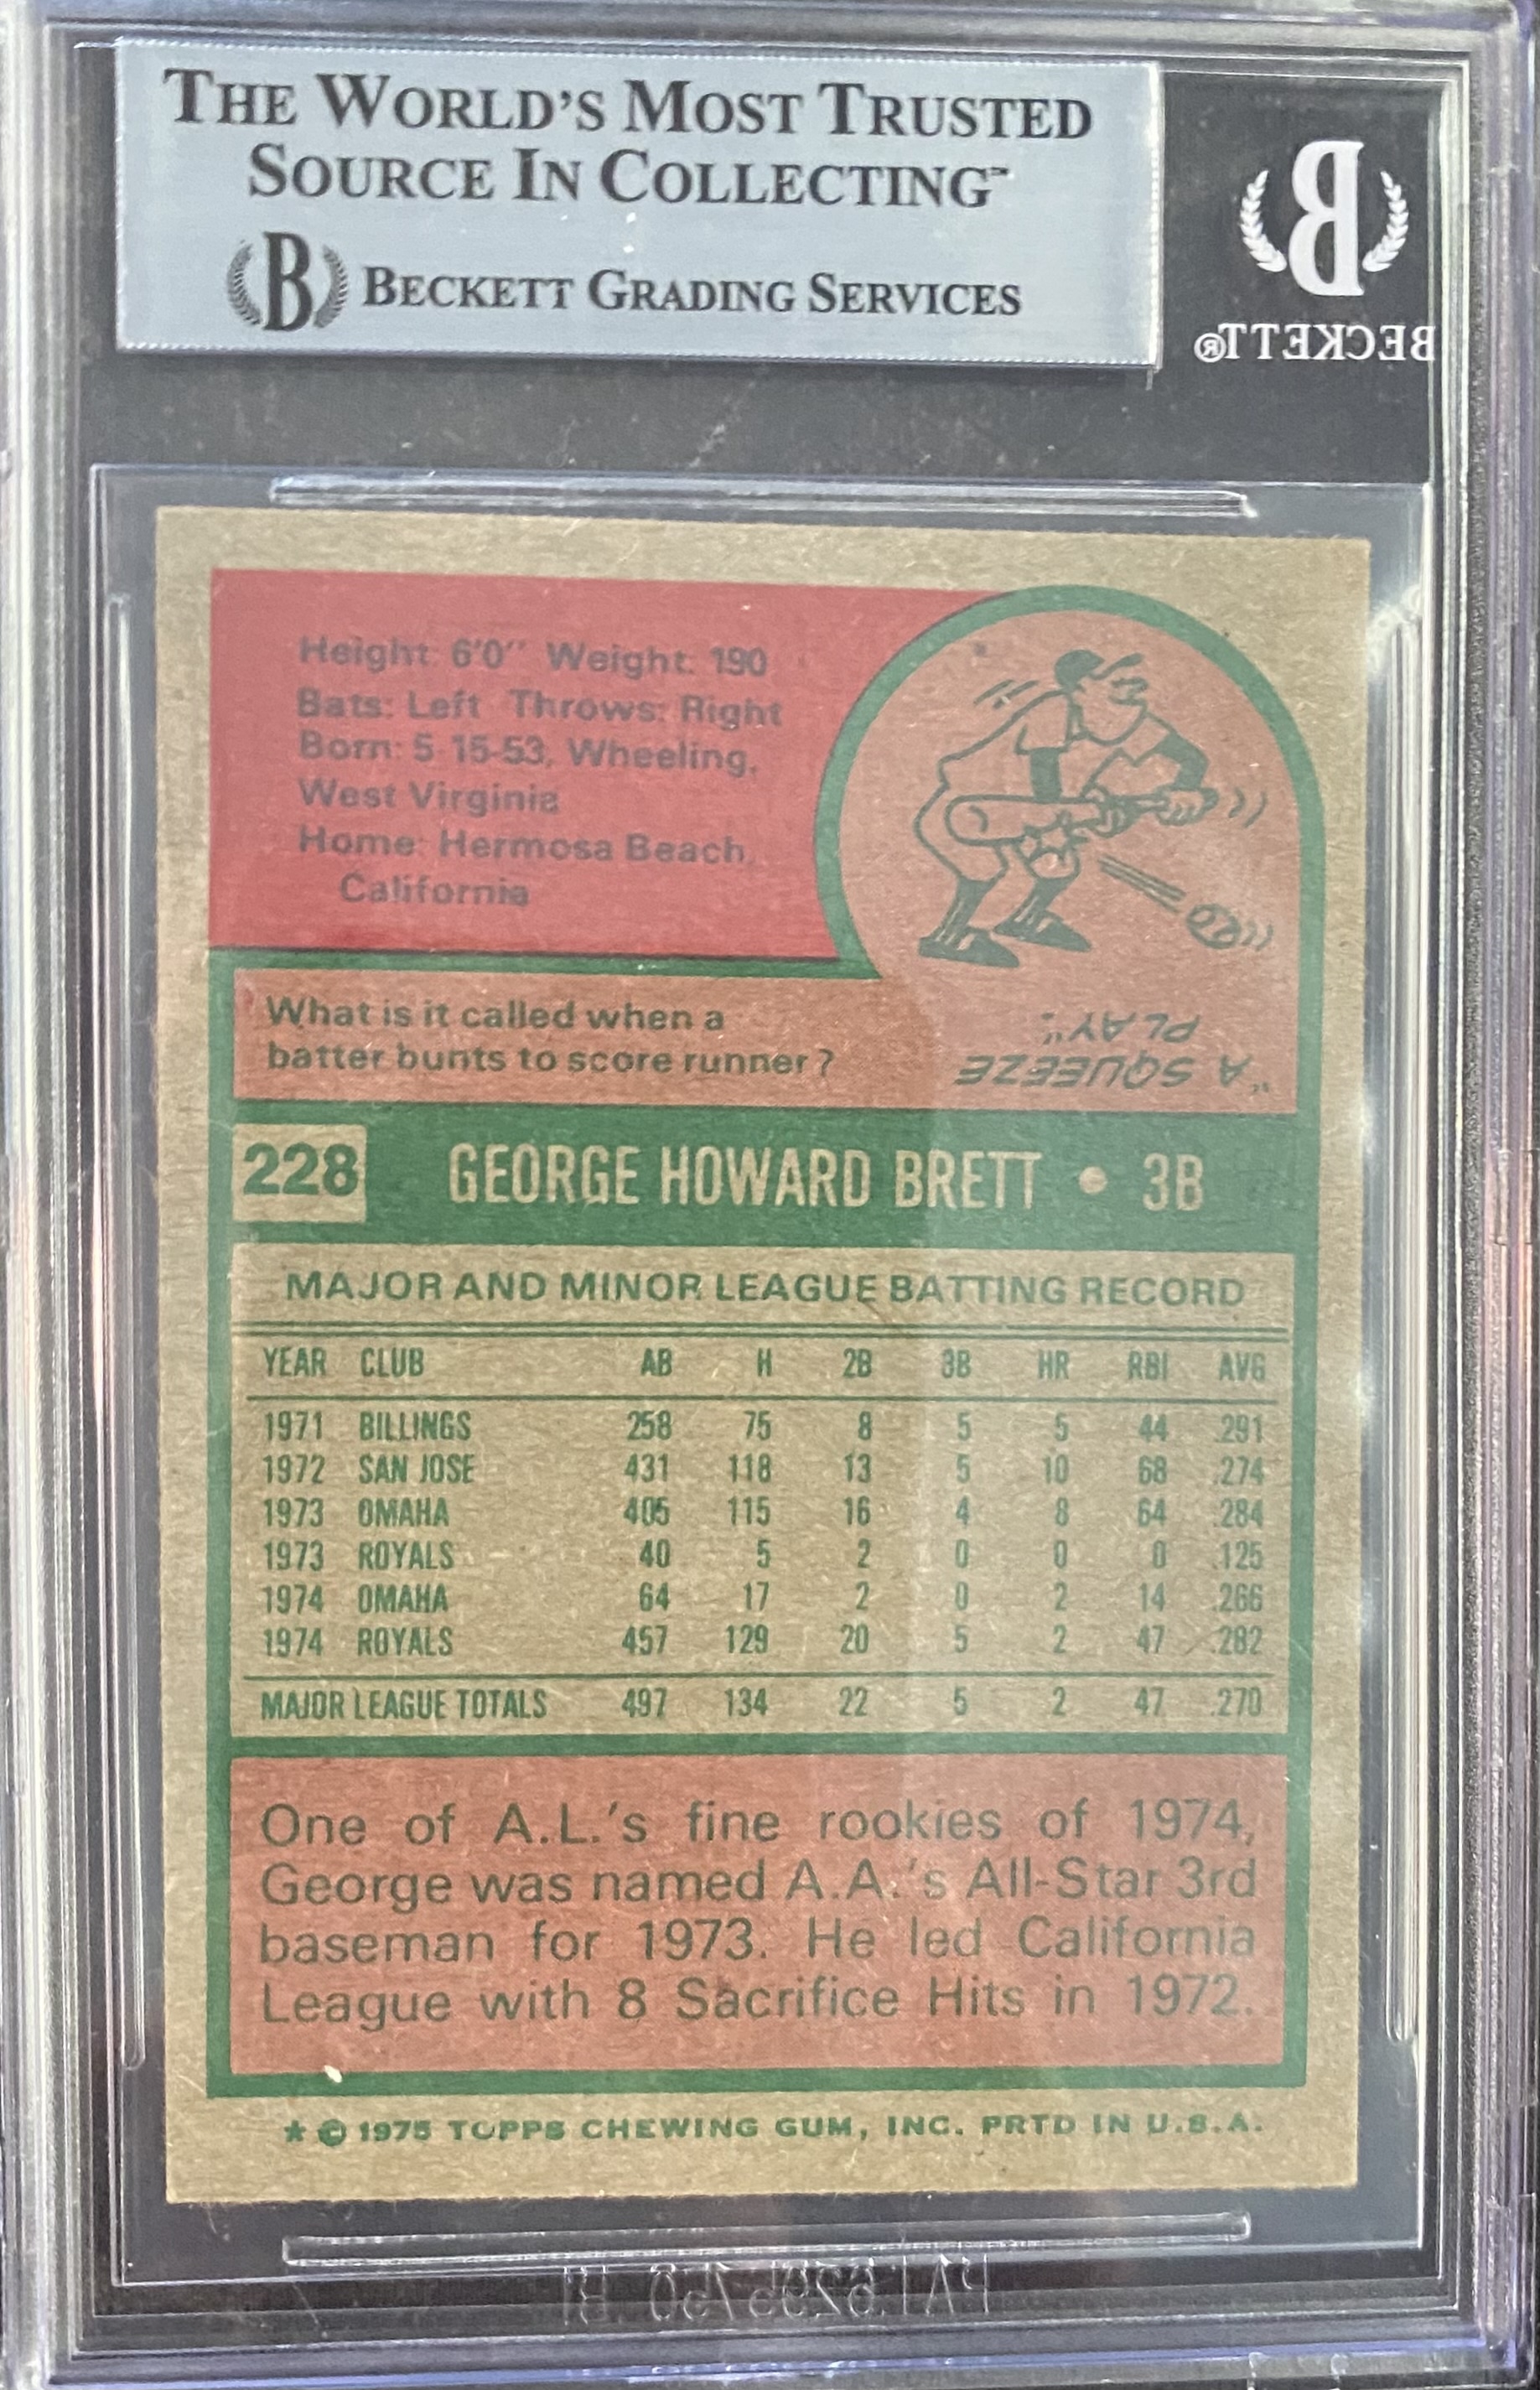 THE WORLD'S MOST TRUSTED
SOURCE IN COLLECTING™
B BECKETT GRADING SERVICES
B
BECKETT®
Height: 6'0" Weight: 190
Bats: Left Throws: Right
Born: 5-15-53, Wheeling,
West Virginia
Home: Hermosa Beach,
California
What is it called when a
batter bunts to score runner?
"A SQUEEZE
PLAY".
228 GEORGE HOWARD BRETT • 3B
MAJOR AND MINOR LEAGUE BATTING RECORD
YEAR CLUB AB H 2B 3B HR RBI AVG
1971 BILLINGS 258 75 8 5 5 44 .291
1972 SAN JOSE 431 118 13 5 10 68 .274
1973 OMAHA 405 115 16 4 8 64 .284
1973 ROYALS 40 5 2 0 0 0 .125
1974 OMAHA 64 17 2 0 2 14 .266
1974 ROYALS 457 129 20 5 2 47 .282
MAJOR LEAGUE TOTALS 497 134 22 5 2 47 .270
One of A.L.'s fine rookies of 1974,
George was named A.A.'s All-Star 3rd
baseman for 1973. He led California
League with 8 Sacrifice Hits in 1972.
★ © 1975 TOPPS CHEWING GUM, INC. PRTD IN U.S.A.